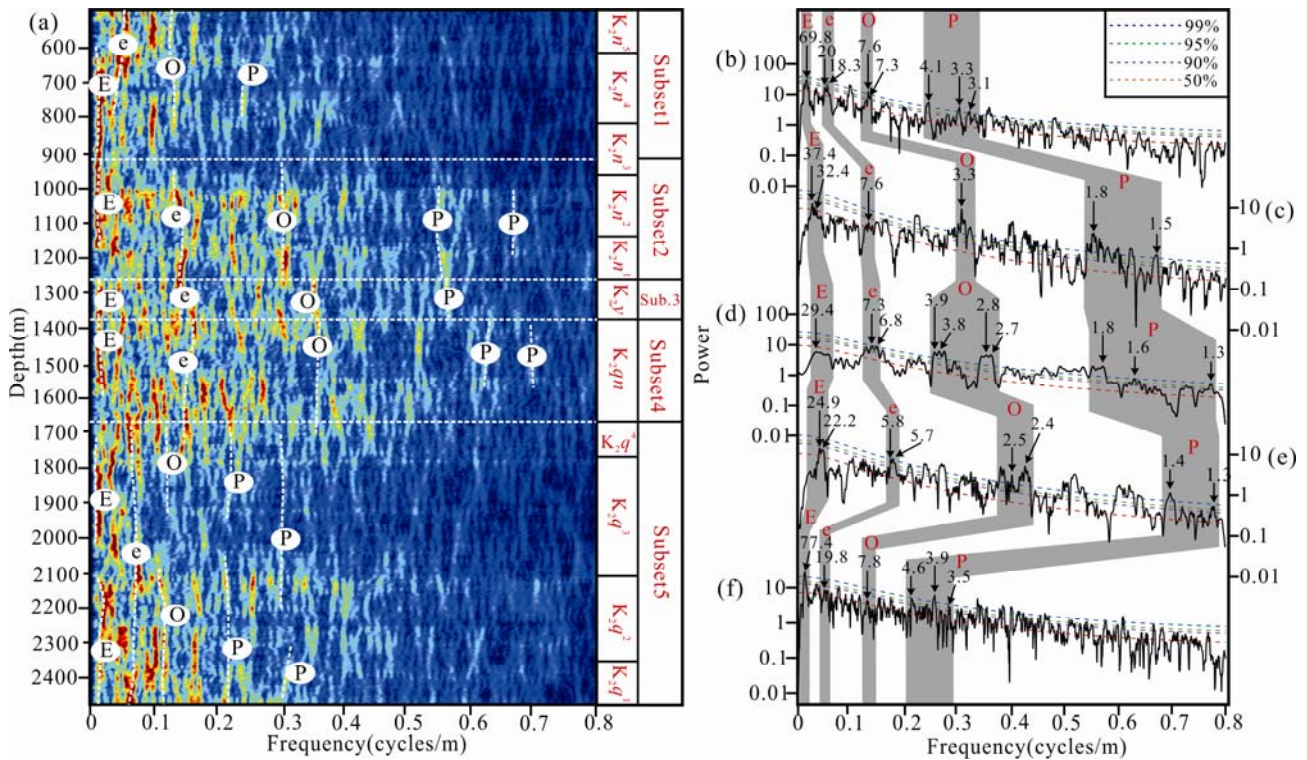 (a)
Depth(m)
600
700
800
900
1000
1100
1200
1300
1400
1500
1600
1700
1800
1900
2000
2100
2200
2300
2400
e
E
O
P
E
e
O
P
P
E
e
O
P
E
e
O
P
P
E
O
P
e
P
O
E
P
P
K₂n⁵
K₂n⁴
K₂n³
K₂n²
K₂n¹
K₂y
K₂qn
K₂q⁴
K₂q³
K₂q²
K₂q¹
Subset1
Subset2
Sub.3
Subset4
Subset5
0 0.1 0.2 0.3 0.4 0.5 0.6 0.7 0.8
Frequency(cycles/m)
99%
95%
90%
50%
Power
(b)
100
10
1
0.1
0.01
E e O P
69.8 20 18.3 7.6 7.3 4.1 3.3 3.1
(c)
10
1
0.1
0.01
E e O P
37.4 32.4 7.6 3.3 1.8 1.5
(d)
100
10
1
0.1
0.01
E e O P
29.4 7.3 6.8 3.9 3.8 2.8 2.7 1.8 1.6 1.3
(e)
10
1
0.1
0.01
E e O P
24.9 22.2 5.8 5.7 2.5 2.4 1.4 1.3
(f)
10
1
0.1
0.01
E e O P
77.4 19.8 7.8 4.6 3.9 3.5
0 0.1 0.2 0.3 0.4 0.5 0.6 0.7 0.8
Frequency(cycles/m)